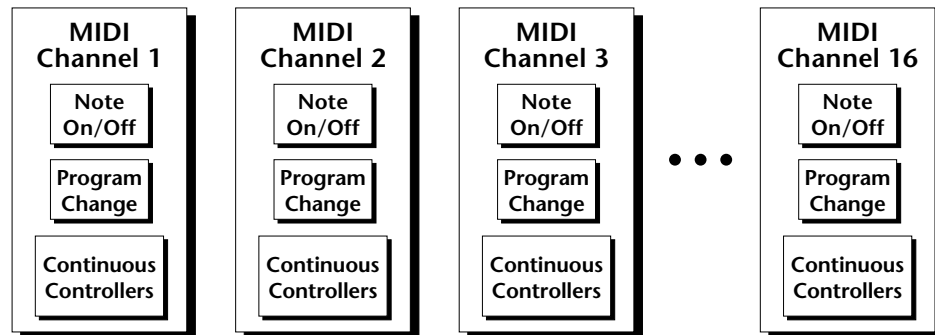 MIDI
Channel 1
Note
On/Off
Program
Change
Continuous
Controllers
MIDI
Channel 2
Note
On/Off
Program
Change
Continuous
Controllers
MIDI
Channel 3
Note
On/Off
Program
Change
Continuous
Controllers
MIDI
Channel 16
Note
On/Off
Program
Change
Continuous
Controllers